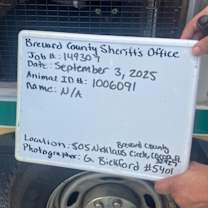 Brevard County Sheriff's Office
Job #: 149304
Date: September 3, 2025
Animal ID#: 1006091
Name: N/A
Brevard County
Location: 505 Nicklaus Circle,
Photographer: G. Bickford #5401